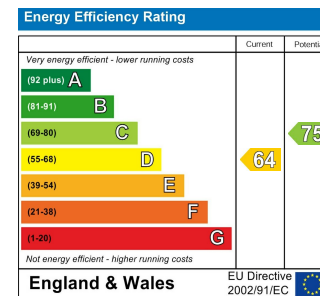 Energy Efficiency Rating
Current Potenti
Very energy efficient - lower running costs
(92 plus) A
(81-91) B
(69-80) C 75
(55-68) D 64
(39-54) E
(21-38) F
(1-20) G
Not energy efficient - higher running costs
England & Wales EU Directive
2002/91/EC